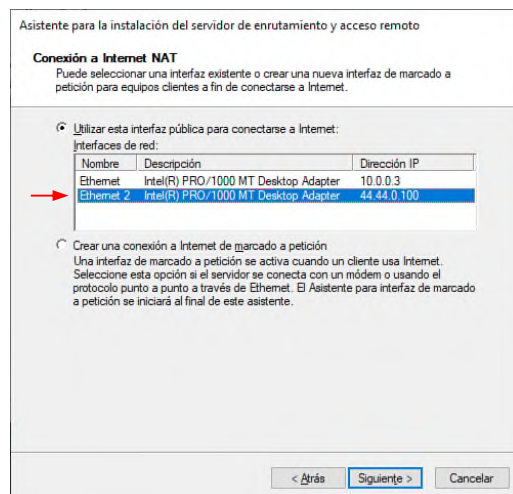 Asistente para la instalación del servidor de enrutamiento y acceso remoto
Conexión a Internet NAT
Puede seleccionar una interfaz existente o crear una nueva interfaz de marcado a
petición para equipos clientes a fin de conectarse a Internet.
Utilizar esta interfaz pública para conectarse a Internet:
Interfaces de red:
Nombre Descripción Dirección IP
Ethernet Intel(R) PRO/1000 MT Desktop Adapter 10.0.0.3
Ethernet 2 Intel(R) PRO/1000 MT Desktop Adapter 44.44.0.100
Crear una conexión a Internet de marcado a petición
Una interfaz de marcado a petición se activa cuando un cliente usa Internet.
Seleccione esta opción si el servidor se conecta con un módem o usando el
protocolo punto a punto a través de Ethernet. El Asistente para interfaz de marcado
a petición se iniciará al final de este asistente.
< Atrás Siguiente > Cancelar